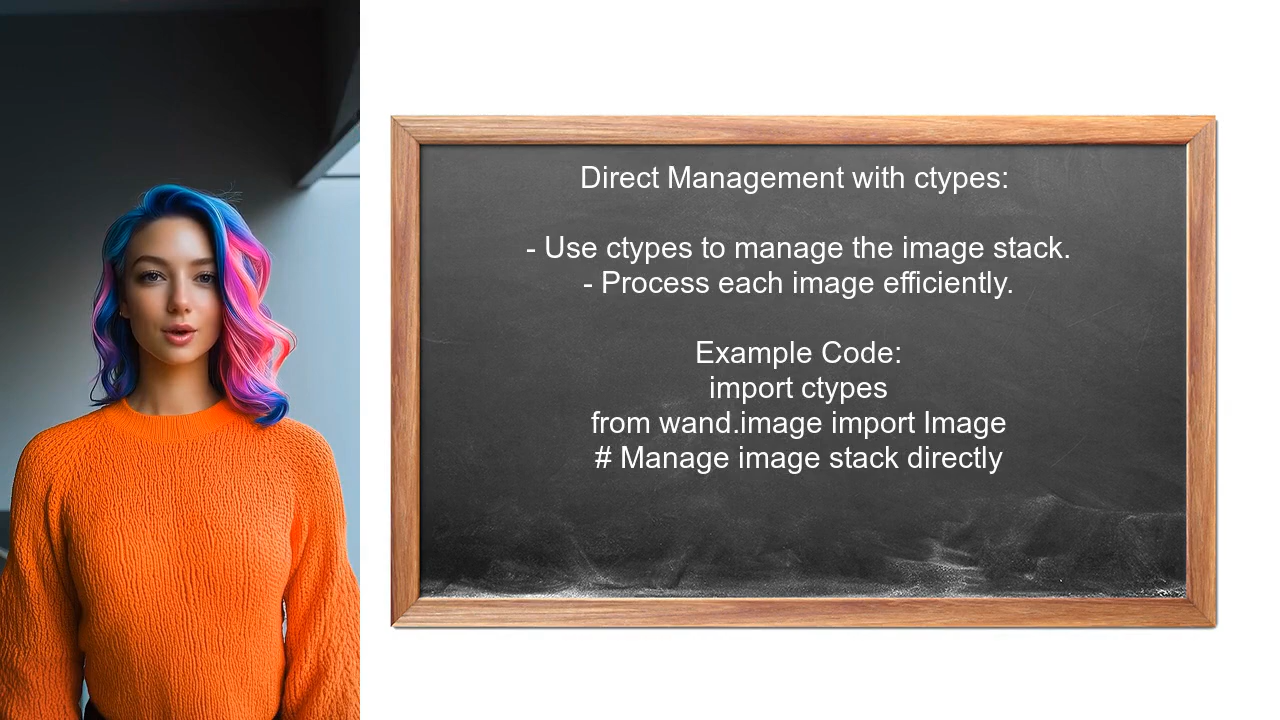 Direct Management with ctypes:
- Use ctypes to manage the image stack.
- Process each image efficiently.
Example Code:
import ctypes
from wand.image import Image
# Manage image stack directly